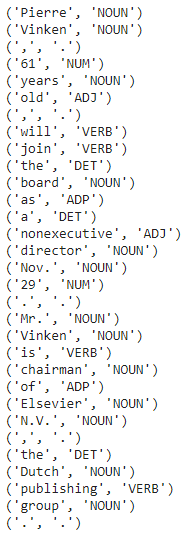 ('Pierre', 'NOUN')
('Vinken', 'NOUN')
(',', '.')
('61', 'NUM')
('years', 'NOUN')
('old', 'ADJ')
(',', '.')
('will', 'VERB')
('join', 'VERB')
('the', 'DET')
('board', 'NOUN')
('as', 'ADP')
('a', 'DET')
('nonexecutive', 'ADJ')
('director', 'NOUN')
('Nov.', 'NOUN')
('29', 'NUM')
('.', '.')
('Mr.', 'NOUN')
('Vinken', 'NOUN')
('is', 'VERB')
('chairman', 'NOUN')
('of', 'ADP')
('Elsevier', 'NOUN')
('N.V.', 'NOUN')
(',', '.')
('the', 'DET')
('Dutch', 'NOUN')
('publishing', 'VERB')
('group', 'NOUN')
('.', '.')